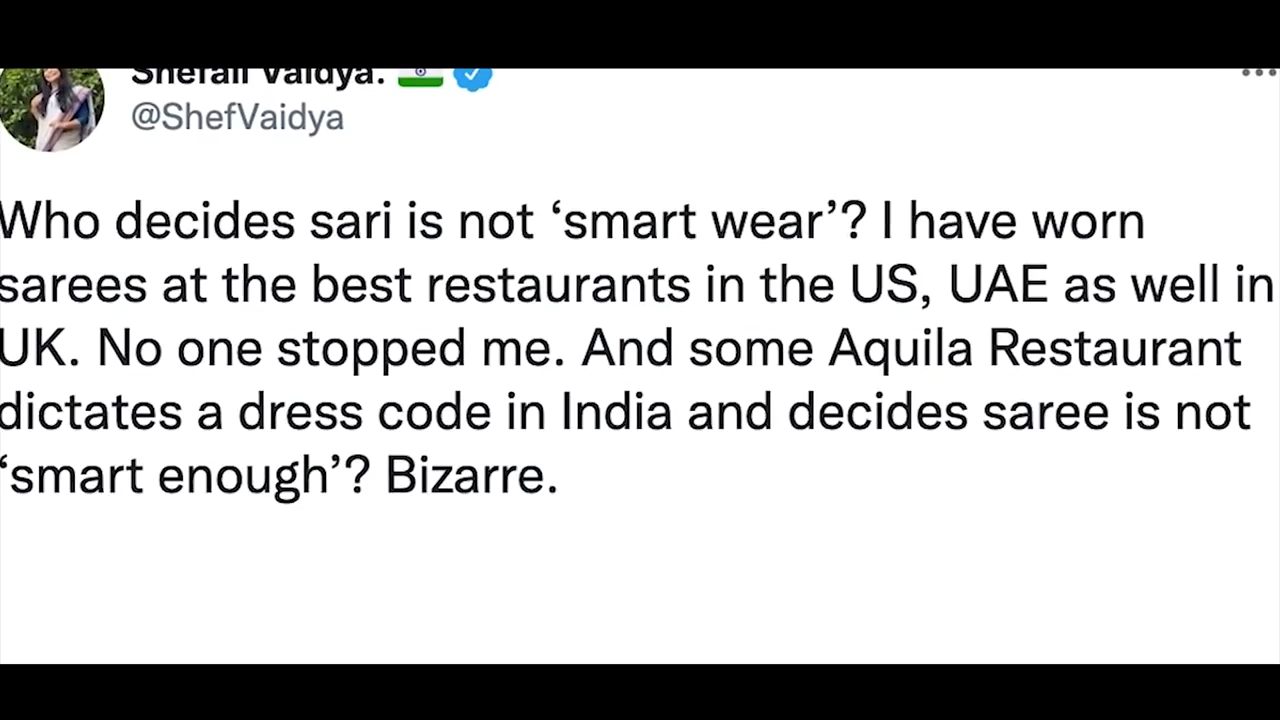 Shefali Vaidya.
@ShefVaidya
Who decides sari is not ‘smart wear’? I have worn
sarees at the best restaurants in the US, UAE as well in
UK. No one stopped me. And some Aquila Restaurant
dictates a dress code in India and decides saree is not
‘smart enough’? Bizarre.